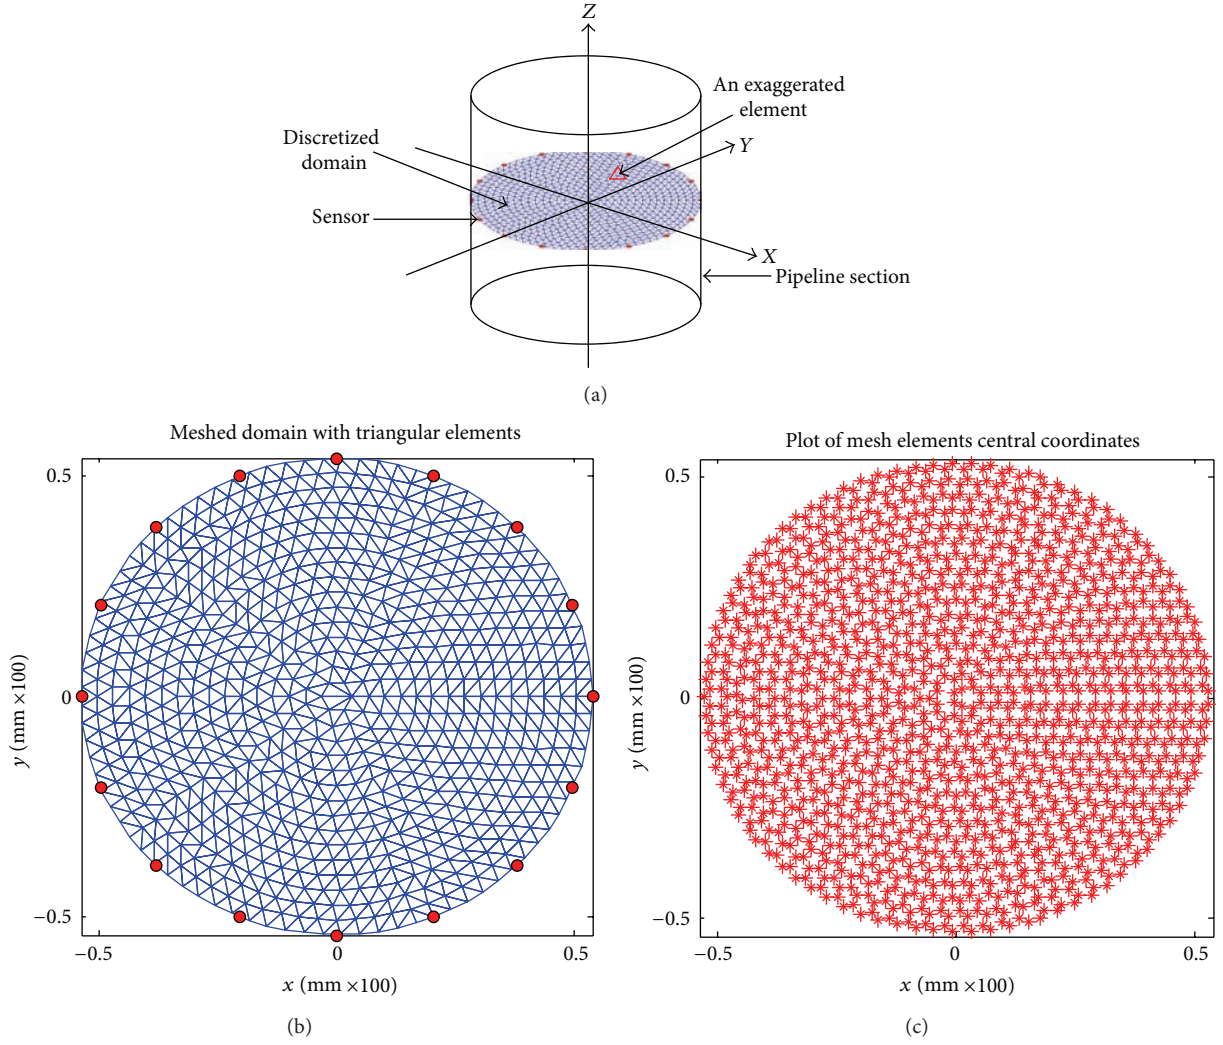 Z
An exaggerated
element
Discretized
domain
Y
Sensor
X
Pipeline section
(a)
Meshed domain with triangular elements
0.5
0
−0.5
y (mm ×100)
−0.5
0
0.5
x (mm ×100)
(b)
Plot of mesh elements central coordinates
0.5
0
−0.5
y (mm ×100)
−0.5
0
0.5
x (mm ×100)
(c)